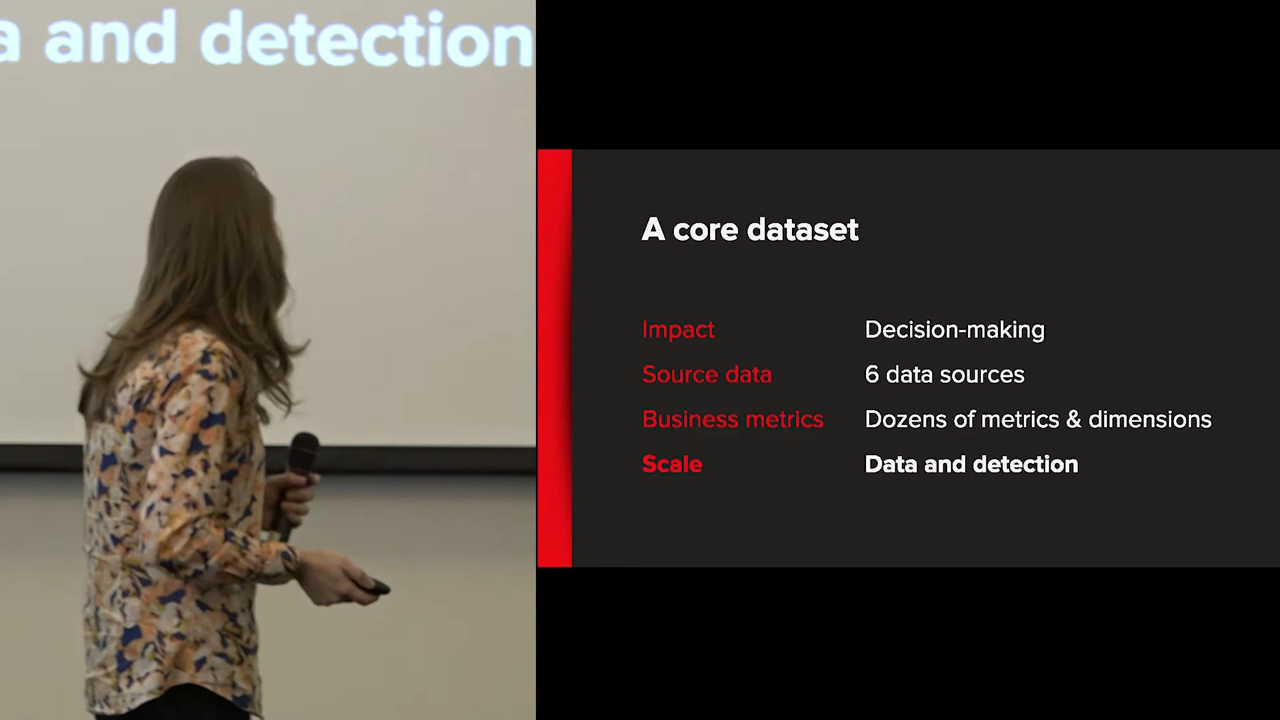 a and detection
A core dataset
Impact Decision-making
Source data 6 data sources
Business metrics Dozens of metrics & dimensions
Scale Data and detection